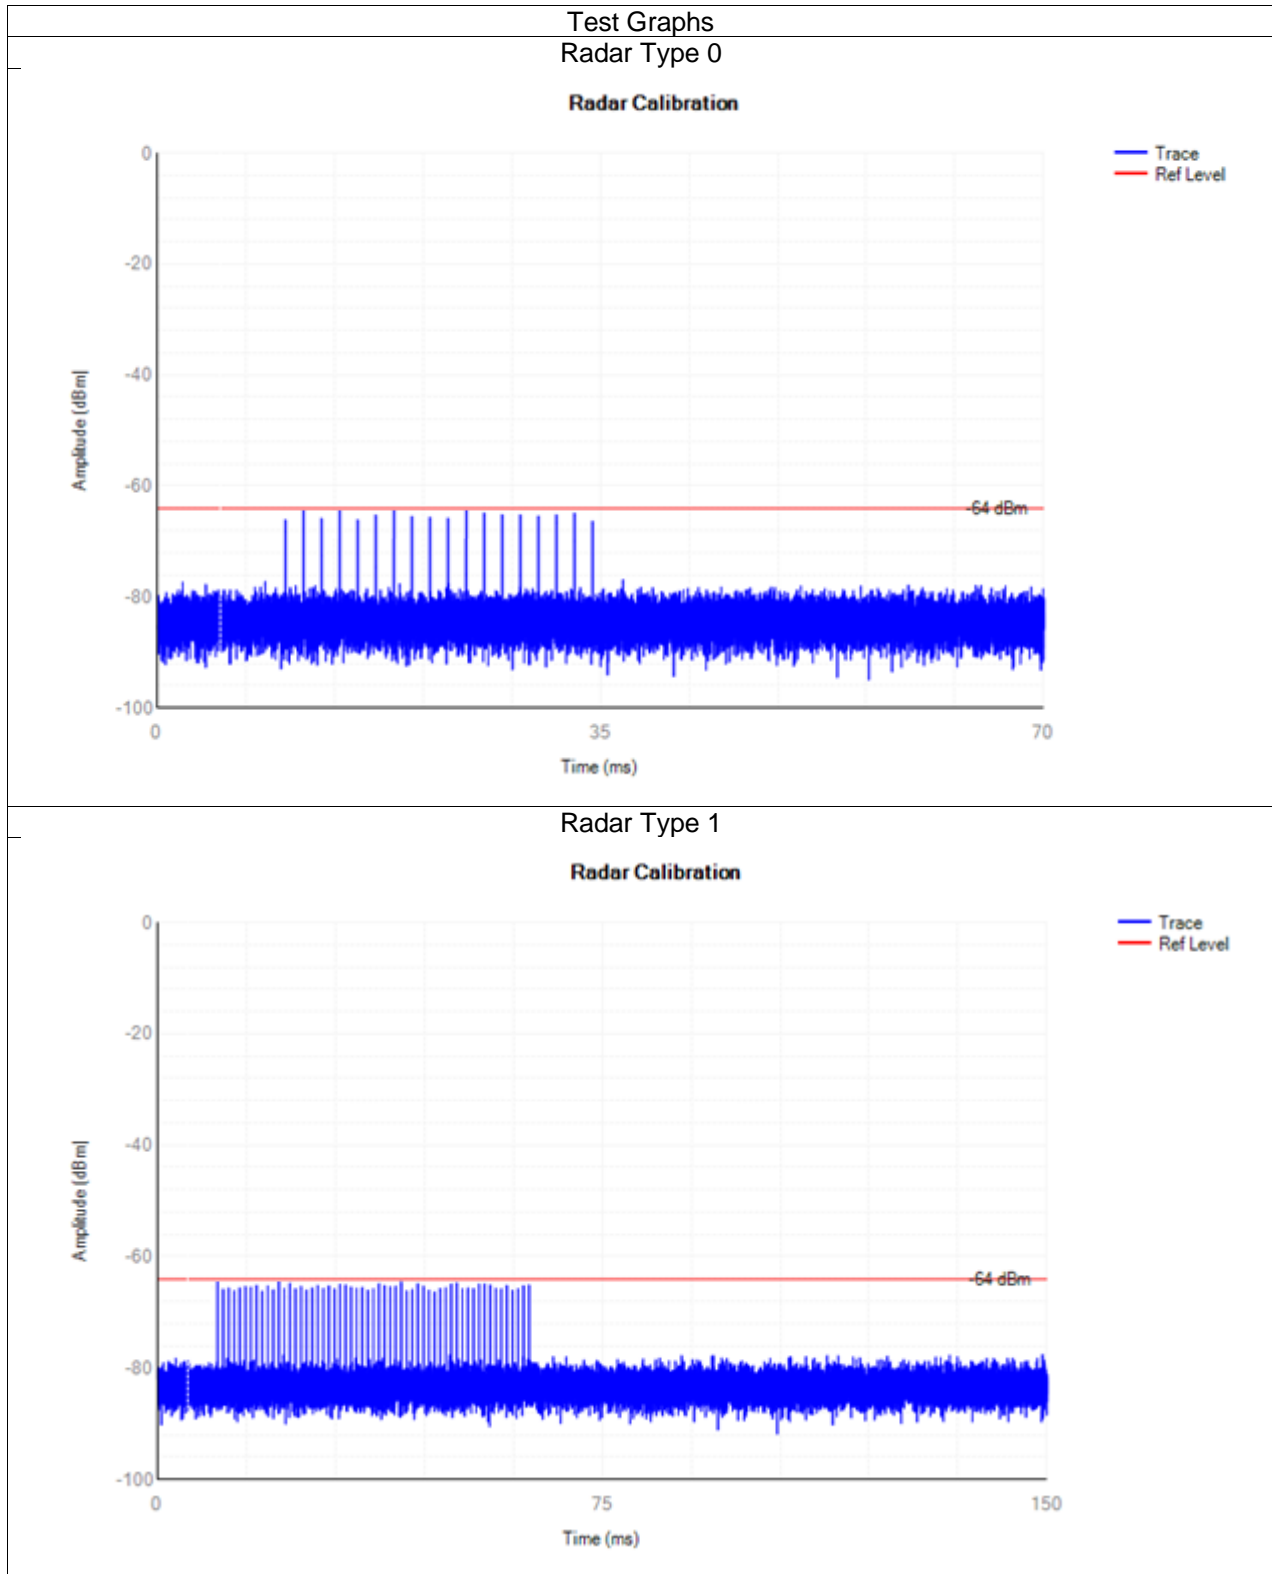 Test Graphs
Radar Type 0
Radar Calibration
Trace
Ref Level
0
-20
-40
-60
-80
-100
Amplitude [dBm]
-64 dBm
0 35 70
Time (ms)
Radar Type 1
Radar Calibration
Trace
Ref Level
0
-20
-40
-60
-80
-100
Amplitude [dBm]
-64 dBm
0 75 150
Time (ms)